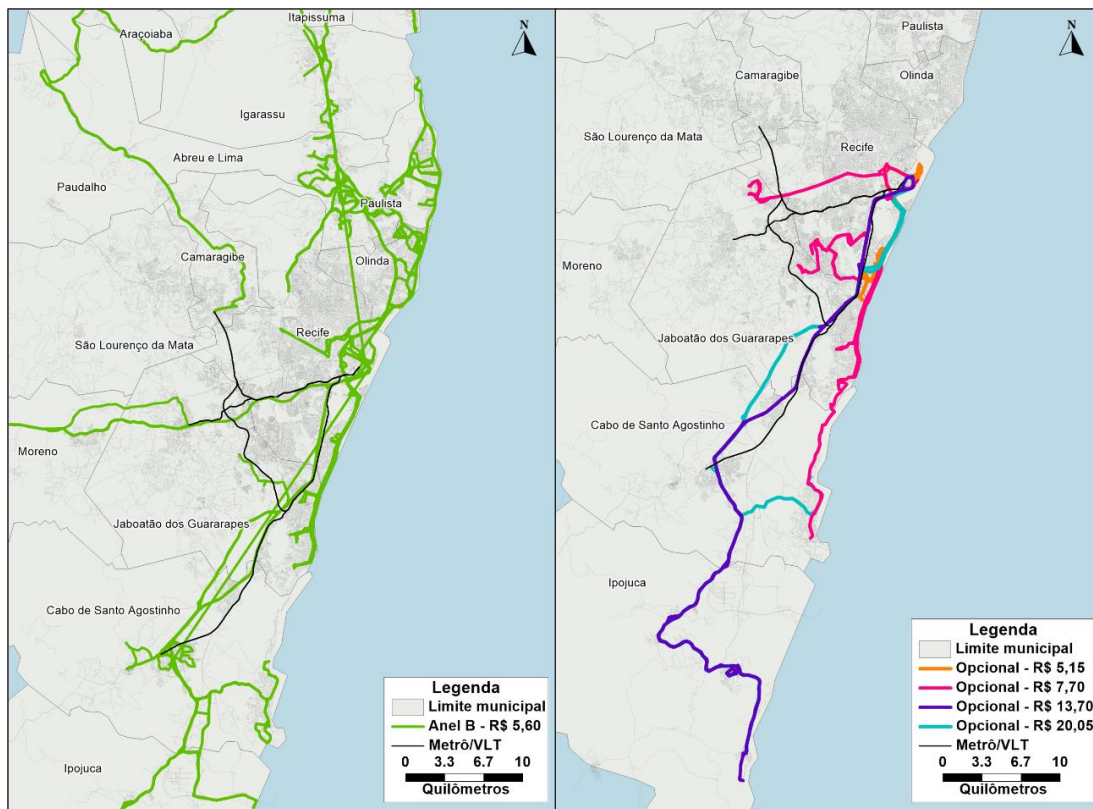 Itapissuma
N
Araçoiaba
Igarassu
Abreu e Lima
Paudalho
Paulista
Camaragibe
Olinda
Recife
São Lourenço da Mata
Moreno
Jaboatão dos Guararapes
Cabo de Santo Agostinho
Ipojuca
Legenda
Limite municipal
Anel B - R$ 5,60
Metrô/VLT
0 3.3 6.7 10
Quilômetros
Paulista
N
Camaragibe
Olinda
São Lourenço da Mata
Recife
Moreno
Jaboatão dos Guararapes
Cabo de Santo Agostinho
Ipojuca
Legenda
Limite municipal
Opcional - R$ 5,15
Opcional - R$ 7,70
Opcional - R$ 13,70
Opcional - R$ 20,05
Metrô/VLT
0 3.3 6.7 10
Quilômetros